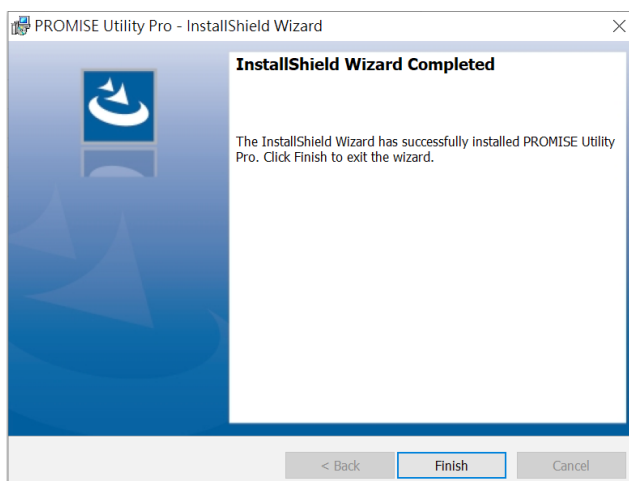 PROMISE Utility Pro - InstallShield Wizard
InstallShield Wizard Completed
The InstallShield Wizard has successfully installed PROMISE Utility
Pro. Click Finish to exit the wizard.
< Back
Finish
Cancel